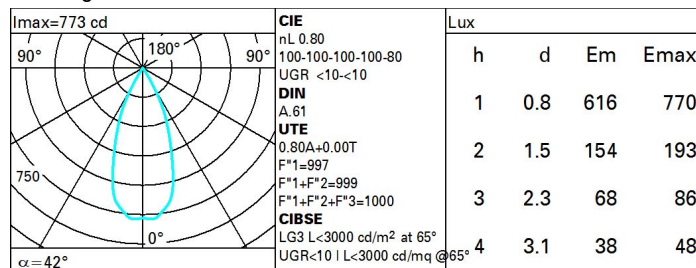 Imax=773 cd
90° 180° 90°
750
0°
α=42°
CIE
nL 0.80
100-100-100-100-80
UGR <10-<10
DIN
A.61
UTE
0.80A+0.00T
F"1=997
F"1+F"2=999
F"1+F"2+F"3=1000
CIBSE
LG3 L<3000 cd/m² at 65°
UGR<10 | L<3000 cd/mq @65°
Lux
h d Em Emax
1 0.8 616 770
2 1.5 154 193
3 2.3 68 86
4 3.1 38 48